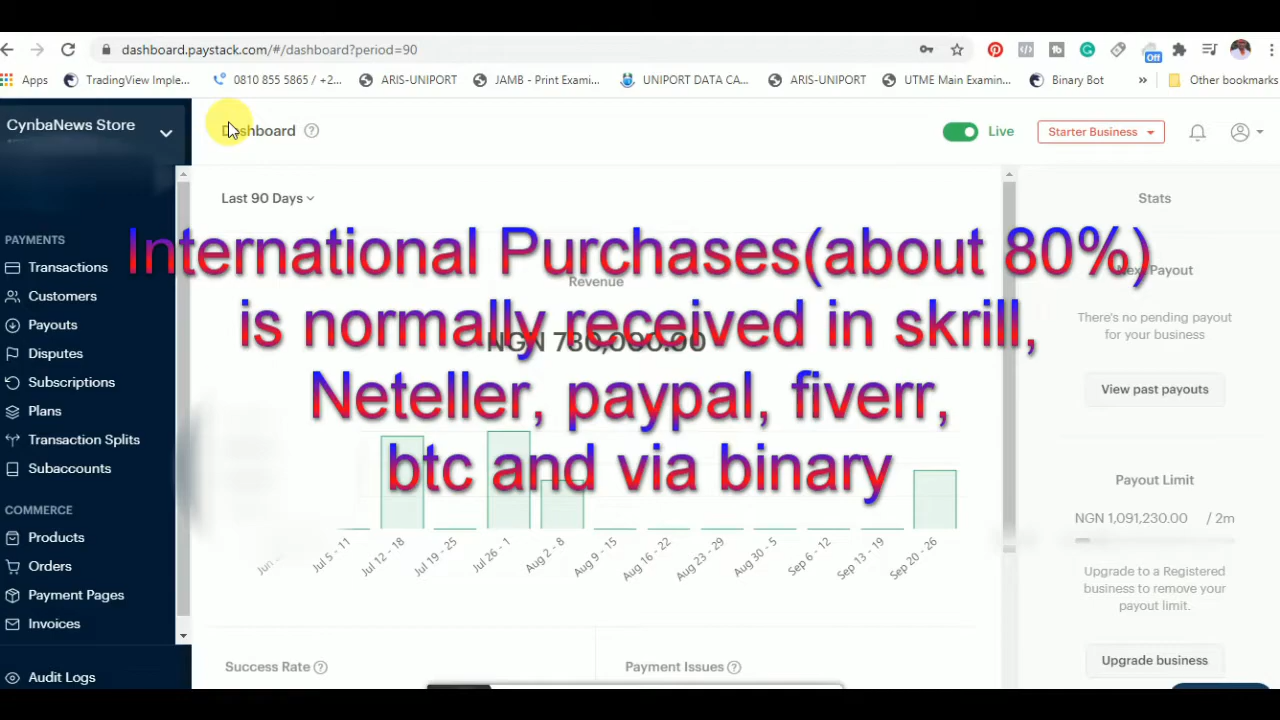 dashboard.paystack.com/#/dashboard?period=90
Apps TradingView Imple... 0810 855 5865 / +2... ARIS-UNIPORT JAMB - Print Exami... UNIPORT DATA CA... ARIS-UNIPORT UTME Main Examin... Binary Bot » Other bookmarks
Off
CynbaNews Store
Dashboard
Live
Starter Business
Last 90 Days
Stats
PAYMENTS
Transactions
Customers
Payouts
Disputes
Subscriptions
Plans
Transaction Splits
Subaccounts
COMMERCE
Products
Orders
Payment Pages
Invoices
Audit Logs
International Purchases(about 80%)
is normally received in skrill,
Neteller, paypal, fiverr,
btc and via binary
Revenue
NGN 730,000.00
Jul 5 - 11
Jul 12 - 18
Jul 19 - 25
Jul 26 - 1
Aug 2 - 8
Aug 9 - 15
Aug 16 - 22
Aug 23 - 29
Aug 30 - 5
Sep 6 - 12
Sep 13 - 19
Sep 20 - 26
Success Rate
Payment Issues
Next Payout
There's no pending payout
for your business
View past payouts
Payout Limit
NGN 1,091,230.00 / 2m
Upgrade to a Registered
business to remove your
payout limit.
Upgrade business